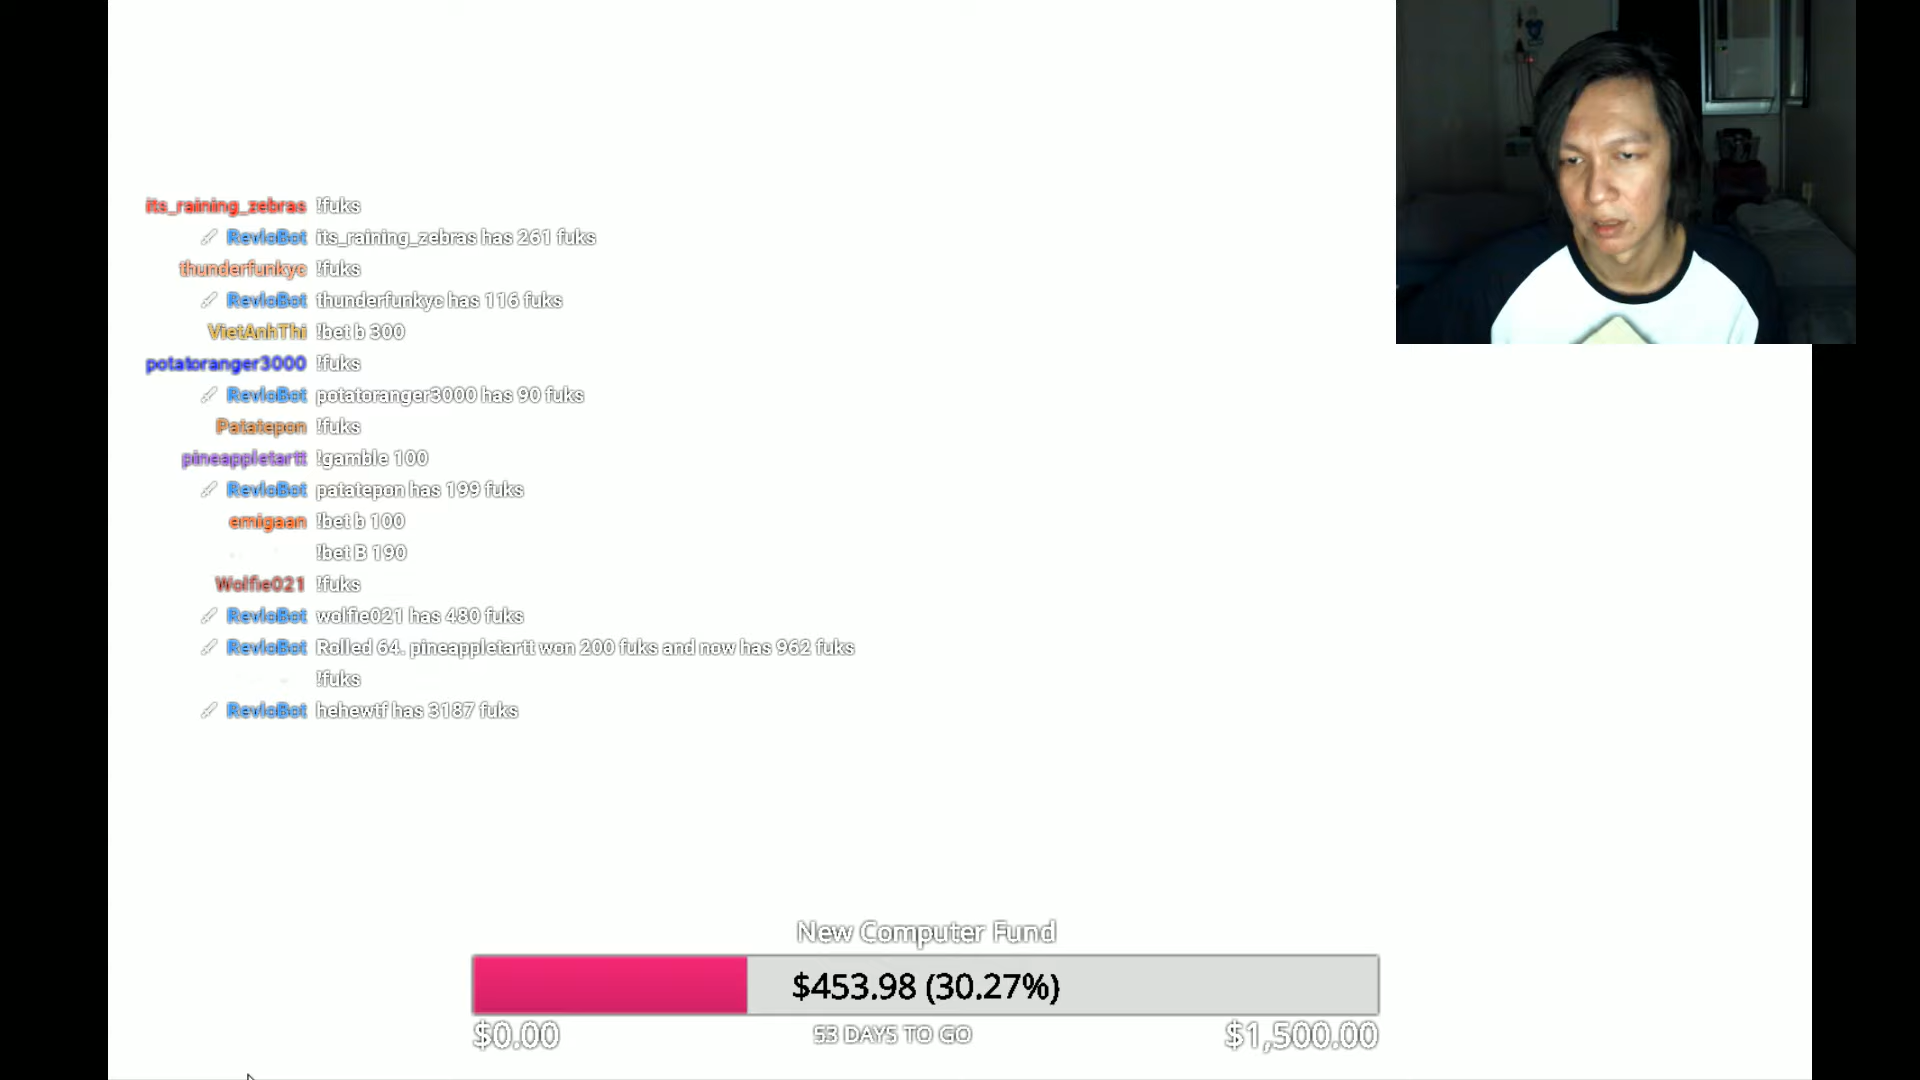 its_raining_zebras !fuks
RevloBot its_raining_zebras has 261 fuks
thunderfunkyc !fuks
RevloBot thunderfunkyc has 116 fuks
VietAnhThi !bet b 300
potatoranger3000 !fuks
RevloBot potatoranger3000 has 90 fuks
Patatepon !fuks
pineappletartt !gamble 100
RevloBot patatepon has 199 fuks
emigaan !bet b 100
!bet B 190
Wolfie021 !fuks
RevloBot wolfie021 has 480 fuks
RevloBot Rolled 64. pineappletartt won 200 fuks and now has 962 fuks
!fuks
RevloBot hehewtf has 3187 fuks
New Computer Fund
$453.98 (30.27%)
$0.00 53 DAYS TO GO $1,500.00